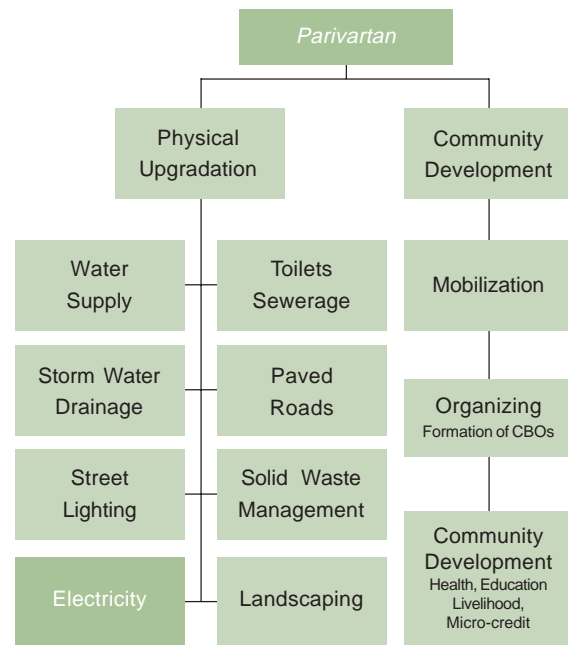 Parivartan
Physical
Upgradation
Community
Development
Water
Supply
Toilets
Sewerage
Mobilization
Storm Water
Drainage
Paved
Roads
Organizing
Formation of CBOs
Street
Lighting
Solid Waste
Management
Community
Development
Health, Education
Livelihood,
Micro-credit
Electricity
Landscaping